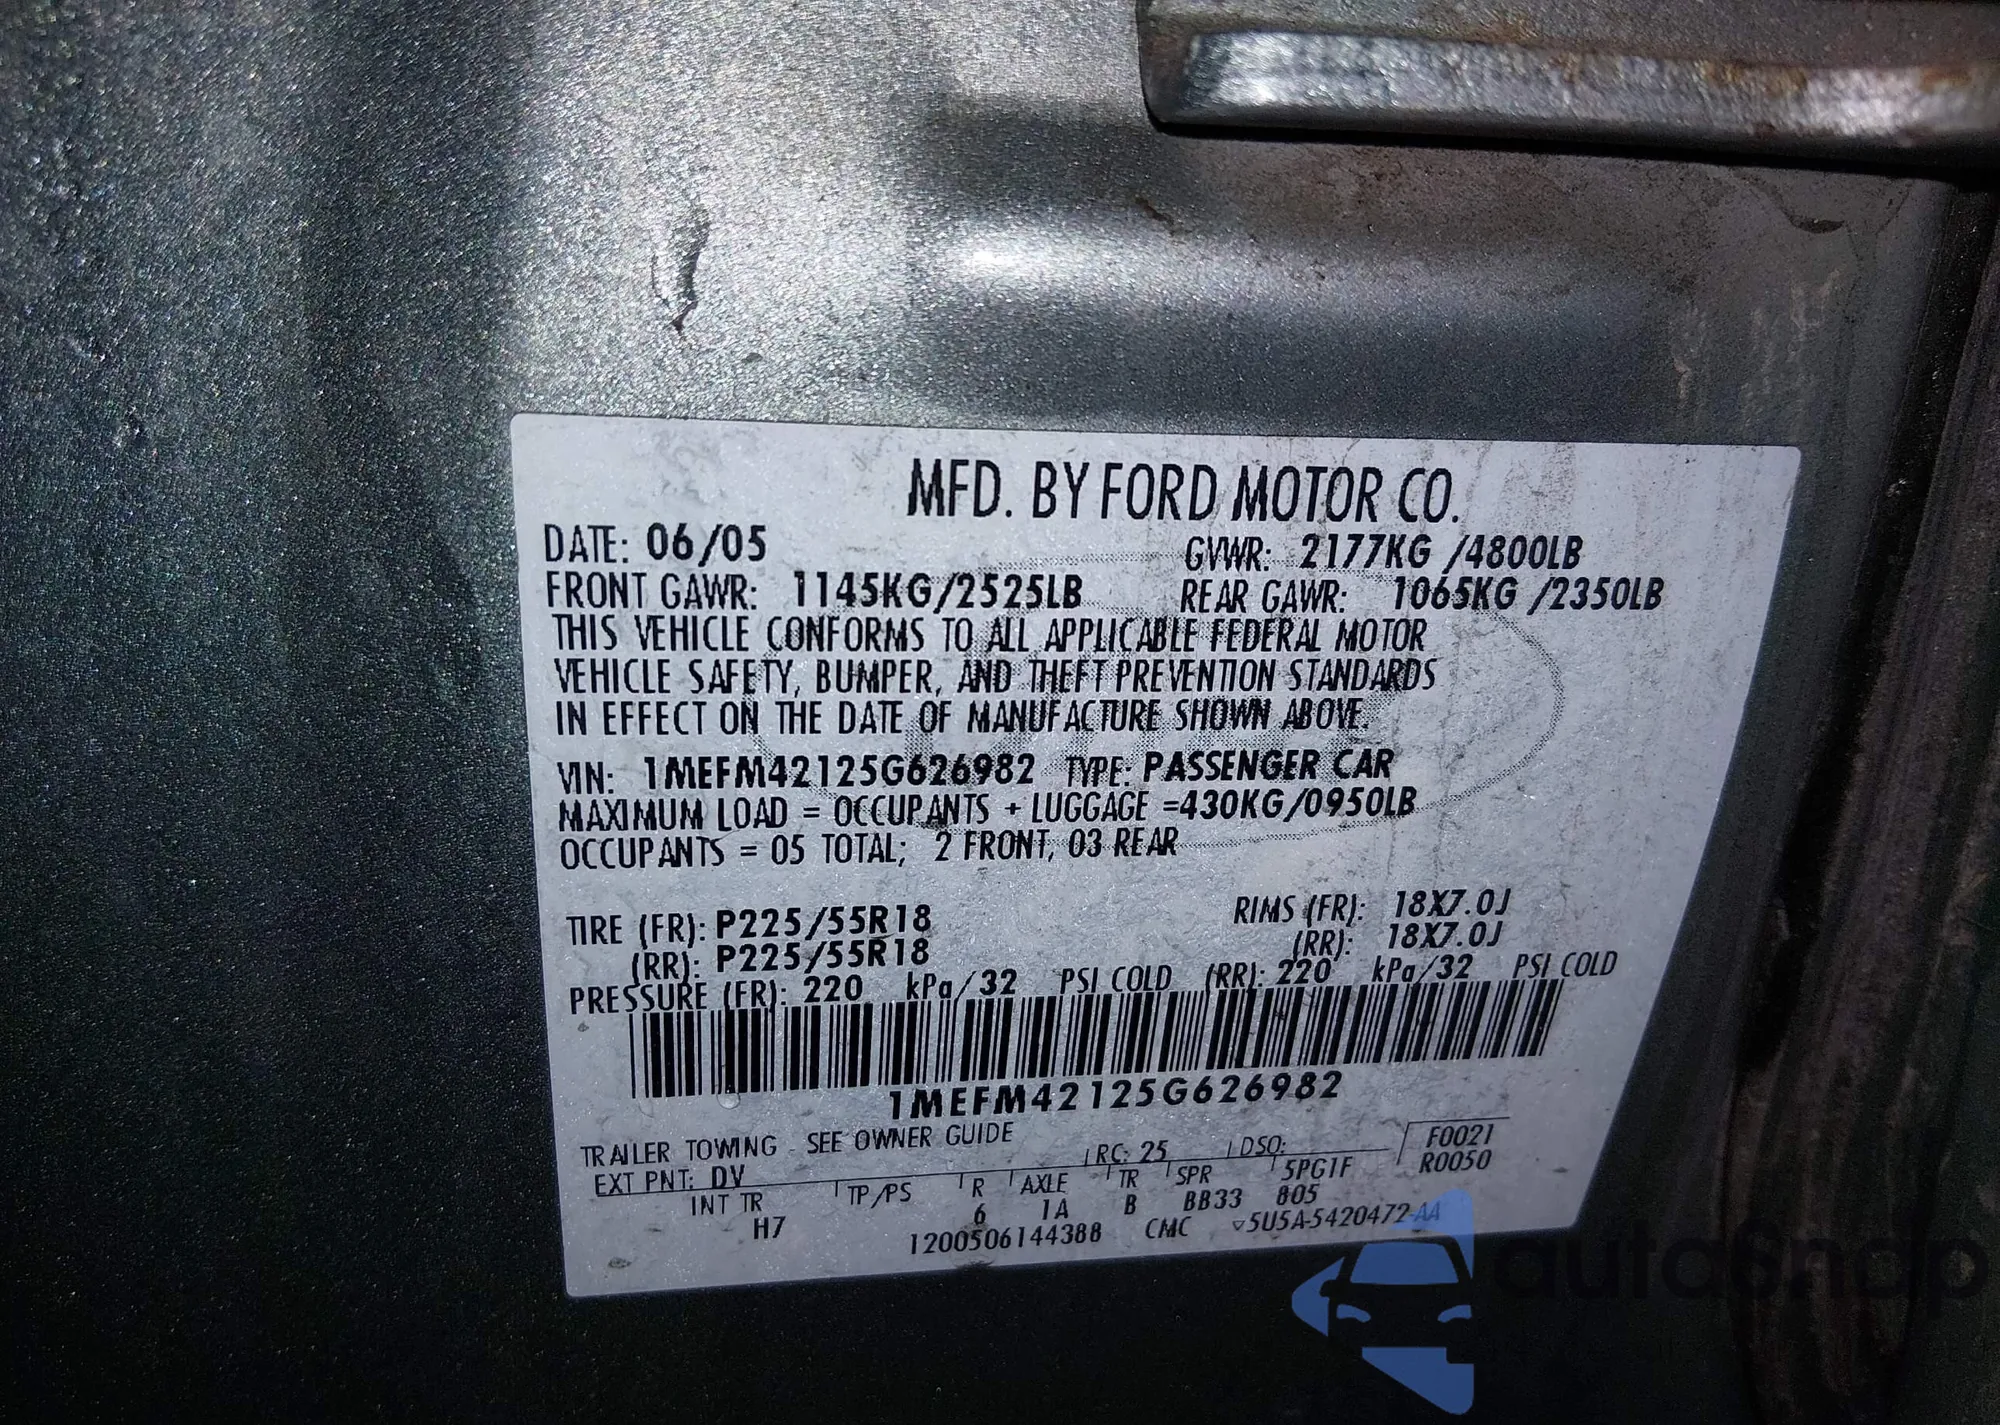 MFD. BY FORD MOTOR CO.
DATE: 06/05 GVWR: 2177KG /4800LB
FRONT GAWR: 1145KG/2525LB REAR GAWR: 1065KG /2350LB
THIS VEHICLE CONFORMS TO ALL APPLICABLE FEDERAL MOTOR
VEHICLE SAFETY, BUMPER, AND THEFT PREVENTION STANDARDS
IN EFFECT ON THE DATE OF MANUFACTURE SHOWN ABOVE.
VIN: 1MEFM42125G626982 TYPE: PASSENGER CAR
MAXIMUM LOAD = OCCUPANTS + LUGGAGE =430KG/0950LB
OCCUPANTS = 05 TOTAL; 2 FRONT, 03 REAR
TIRE (FR): P225/55R18 RIMS (FR): 18X7.0J
(RR): P225/55R18 (RR): 18X7.0J
PRESSURE (FR): 220 kPa/32 PSI COLD (RR): 220 kPa/32 PSI COLD
1MEFM42125G626982
TRAILER TOWING - SEE OWNER GUIDE
EXT PNT: DV RC: 25 DSO: F0021
R0050
INT TR TP/PS R AXLE TR SPR 5PG1F
H7 6 1A B BB33 805
1200506144388 CMC ▽5U5A-5420472-AA
autosnap